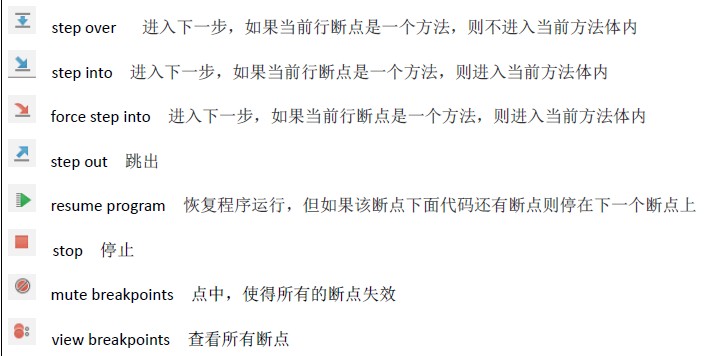 step over 进入下一步，如果当前行断点是一个方法，则不进入当前方法体内
step into 进入下一步，如果当前行断点是一个方法，则进入当前方法体内
force step into 进入下一步，如果当前行断点是一个方法，则进入当前方法体内
step out 跳出
resume program 恢复程序运行，但如果该断点下面代码还有断点则停在下一个断点上
stop 停止
mute breakpoints 点中，使得所有的断点失效
view breakpoints 查看所有断点